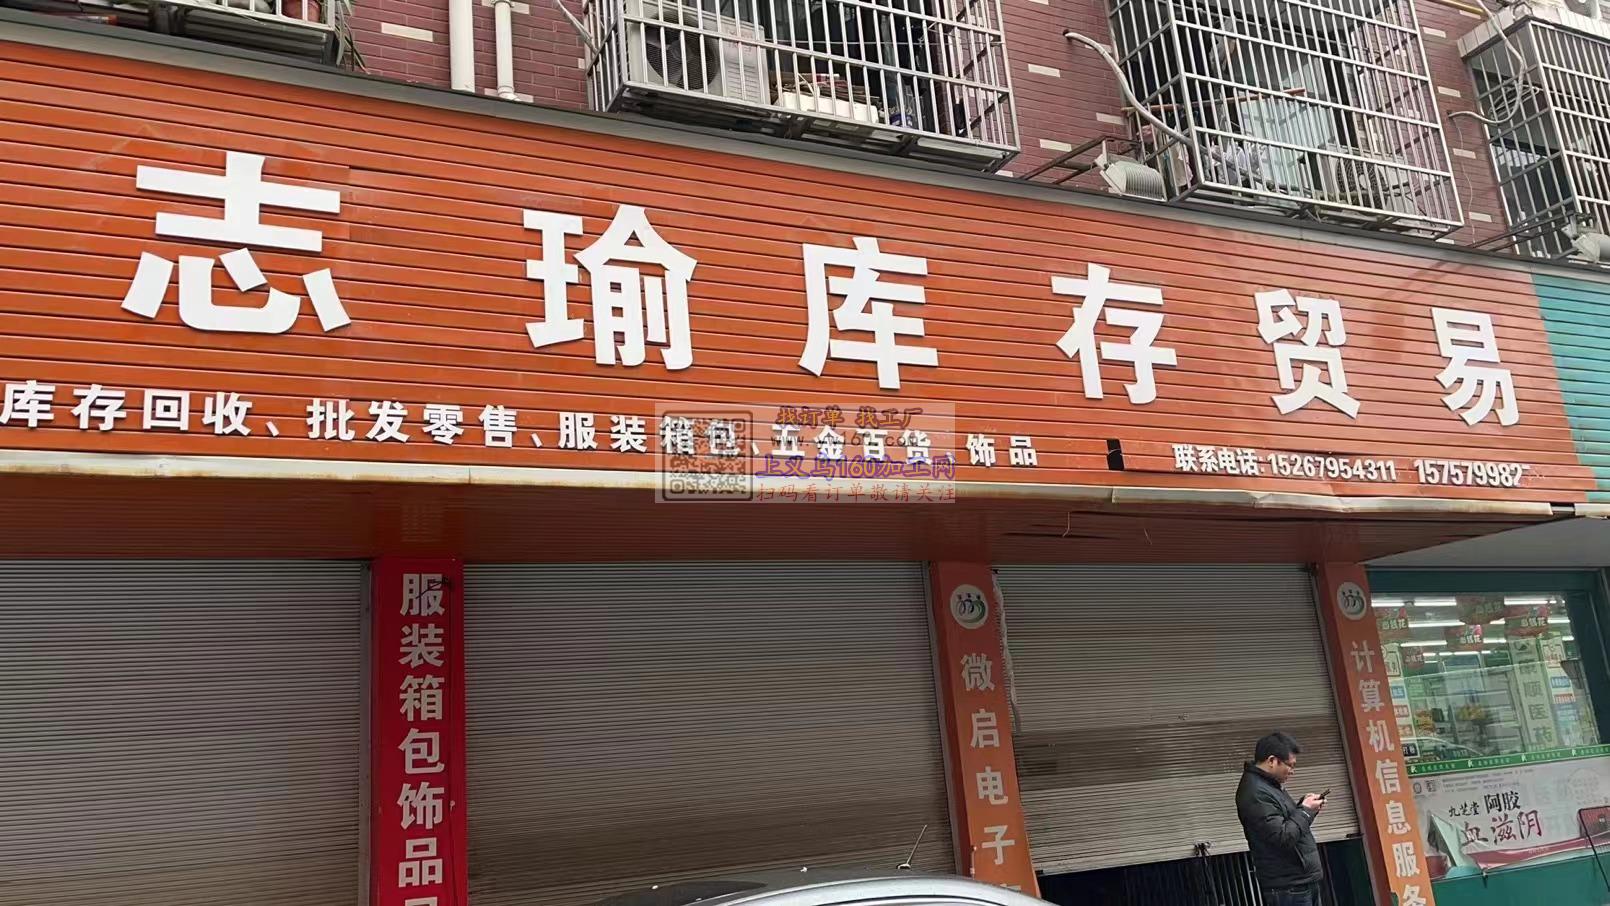 志瑜库存贸易
库存回收、批发零售、服装箱包、五金百货 饰品
联系电话:15267954311 157579982
找订单 找工厂
www.yw160.com
上义乌160加工网
扫码看订单敬请关注
服装箱包饰品
微启电子
计算机信息服务
九芝堂 阿胶
血滋阴